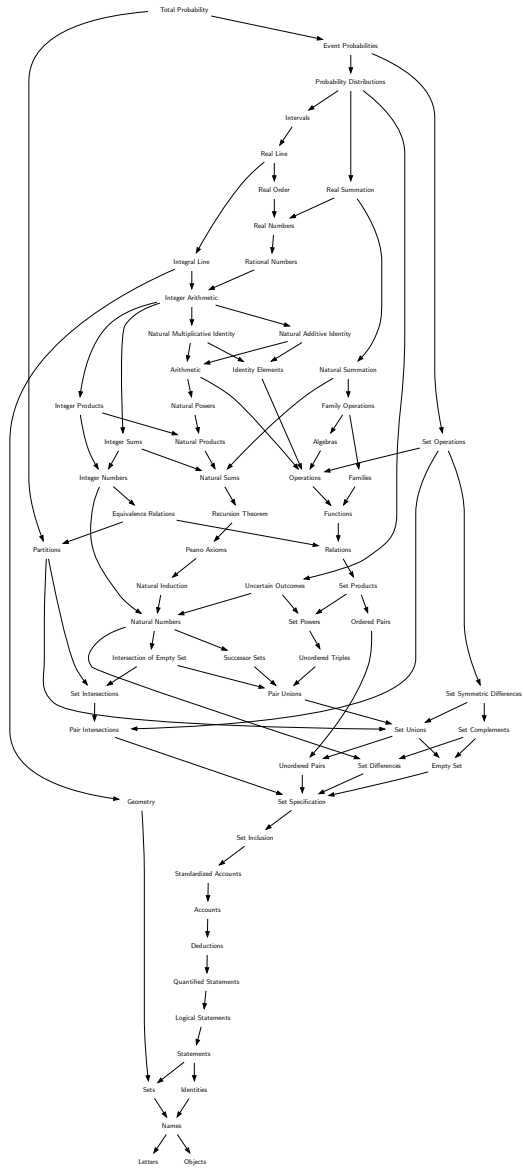 Total Probability
Event Probabilities
Probability Distributions
Intervals
Real Line
Real Order
Real Summation
Real Numbers
Integral Line
Rational Numbers
Integer Arithmetic
Natural Multiplicative Identity
Natural Additive Identity
Arithmetic
Identity Elements
Natural Summation
Integer Products
Natural Powers
Family Operations
Integer Sums
Natural Products
Algebras
Set Operations
Integer Numbers
Natural Sums
Operations
Families
Equivalence Relations
Recursion Theorem
Functions
Partitions
Peano Axioms
Relations
Natural Induction
Uncertain Outcomes
Set Products
Natural Numbers
Set Powers
Ordered Pairs
Intersection of Empty Set
Successor Sets
Unordered Triples
Set Intersections
Pair Unions
Set Symmetric Differences
Pair Intersections
Set Unions
Set Complements
Unordered Pairs
Set Differences
Empty Set
Geometry
Set Specification
Set Inclusion
Standardized Accounts
Accounts
Deductions
Quantified Statements
Logical Statements
Statements
Sets
Identities
Names
Letters
Objects